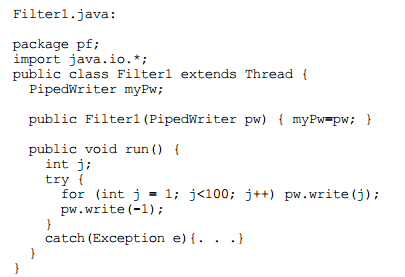 Filter1.java:
package pf;
import java.io.*;
public class Filter1 extends Thread {
PipedWriter myPw;
public Filter1(PipedWriter pw) { myPw=pw; }
public void run() {
int j;
try {
for (int j = 1; j<100; j++) pw.write(j);
pw.write(-1);
}
catch(Exception e){. . .}
}
}